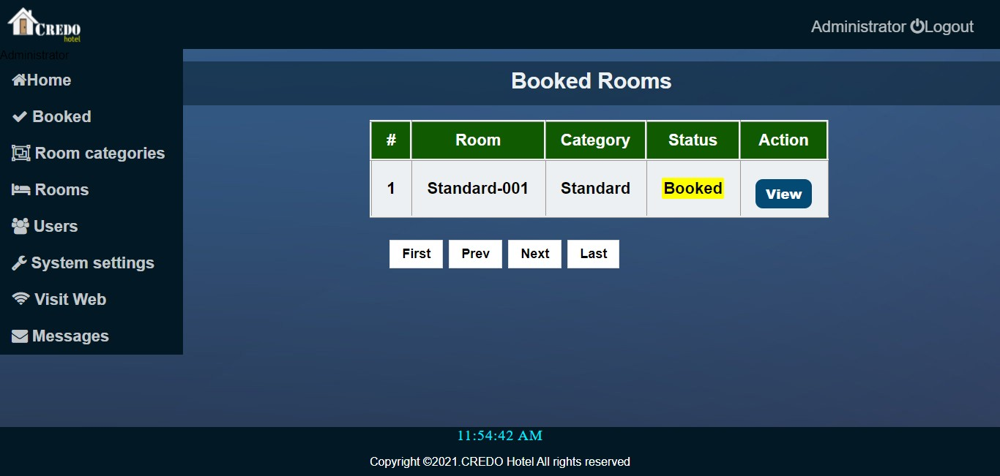 CREDO
hotel
Administrator Logout
Administrator
Home
Booked
Room categories
Rooms
Users
System settings
Visit Web
Messages
Booked Rooms
# Room Category Status Action
1 Standard-001 Standard Booked View
First Prev Next Last
11:54:42 AM
Copyright ©2021.CREDO Hotel All rights reserved